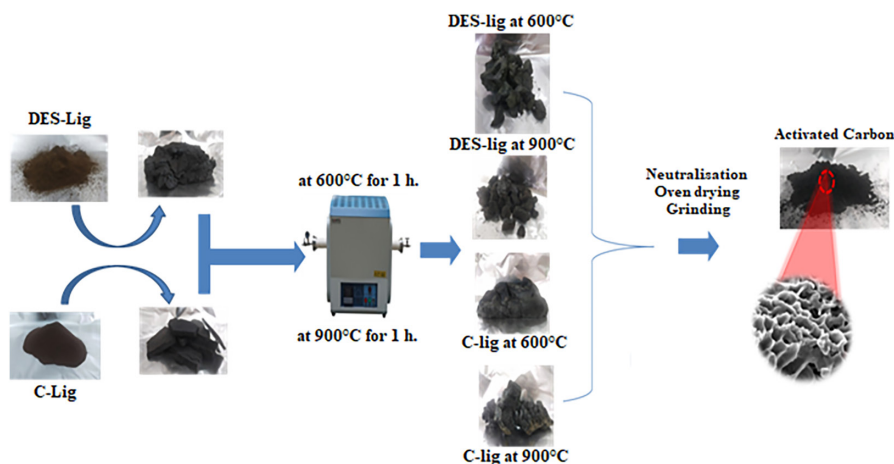 DES-Lig
C-Lig
at 600°C for 1 h.
at 900°C for 1 h.
DES-lig at 600°C
DES-lig at 900°C
C-lig at 600°C
C-lig at 900°C
Neutralisation
Oven drying
Grinding
Activated Carbon